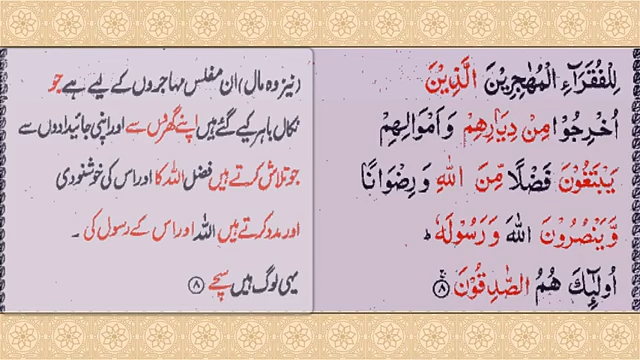 لِلْفُقَرَآءِ الْمُهٰجِرِيْنَ الَّذِيْنَ
اُخْرِجُوْا مِنْ دِيَارِهِمْ وَاَمْوَالِهِمْ
يَبْتَغُوْنَ فَضْلًا مِّنَ اللّٰهِ وَرِضْوَانًا
وَّيَنْصُرُوْنَ اللّٰهَ وَرَسُوْلَهٗ ؕ
اُولٰٓئِكَ هُمُ الصّٰدِقُوْنَ ۸
(نیز وہ مال) ان مفلس مہاجروں کے لیے ہے جو
نکال باہر کیے گئے ہیں اپنے گھروں سے اور اپنی جائیدادوں سے
جو تلاش کرتے ہیں فضل اللہ کا اور اس کی خوشنودی
اور مدد کرتے ہیں اللہ اور اس کے رسول کی ۔
یہی لوگ ہیں سچے ۸